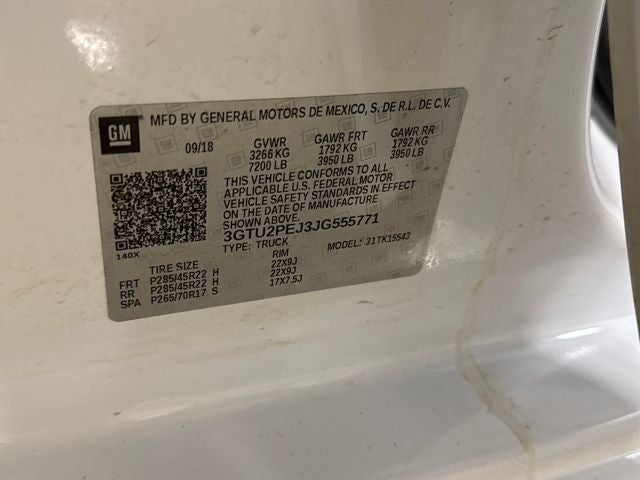 MFD BY GENERAL MOTORS DE MEXICO, S. DE R.L. DE C.V.
GM
09/18 GVWR GAWR FRT GAWR RR
3266 KG 1792 KG 1792 KG
7200 LB 3950 LB 3950 LB
THIS VEHICLE CONFORMS TO ALL
APPLICABLE U.S. FEDERAL MOTOR
VEHICLE SAFETY STANDARDS IN EFFECT
ON THE DATE OF MANUFACTURE
SHOWN ABOVE.
3GTU2PEJ3JG555771
140X TYPE: TRUCK MODEL: 31TK15543
TIRE SIZE RIM
FRT P285/45R22 H 22X9J
RR P285/45R22 H 22X9J
SPA P265/70R17 S 17X7.5J